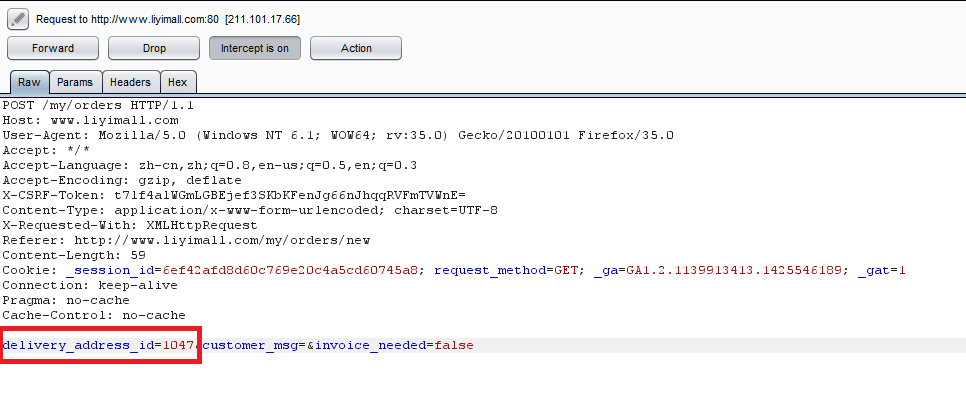 Request to http://www.liyimall.com:80 [211.101.17.66]
Forward Drop Intercept is on Action
Raw Params Headers Hex
POST /my/orders HTTP/1.1
Host: www.liyimall.com
User-Agent: Mozilla/5.0 (Windows NT 6.1; WOW64; rv:35.0) Gecko/20100101 Firefox/35.0
Accept: */*
Accept-Language: zh-cn,zh;q=0.8,en-us;q=0.5,en;q=0.3
Accept-Encoding: gzip, deflate
X-CSRF-Token: t7lf4alWGmLGBEjef3SKbKFenJg66nJhqqRVFmTVWnE=
Content-Type: application/x-www-form-urlencoded; charset=UTF-8
X-Requested-With: XMLHttpRequest
Referer: http://www.liyimall.com/my/orders/new
Content-Length: 59
Cookie: _session_id=6ef42afd8d60c769e20c4a5cd60745a8; request_method=GET; _ga=GA1.2.1139913413.1425546189; _gat=1
Connection: keep-alive
Pragma: no-cache
Cache-Control: no-cache
delivery_address_id=1047&customer_msg=&invoice_needed=false